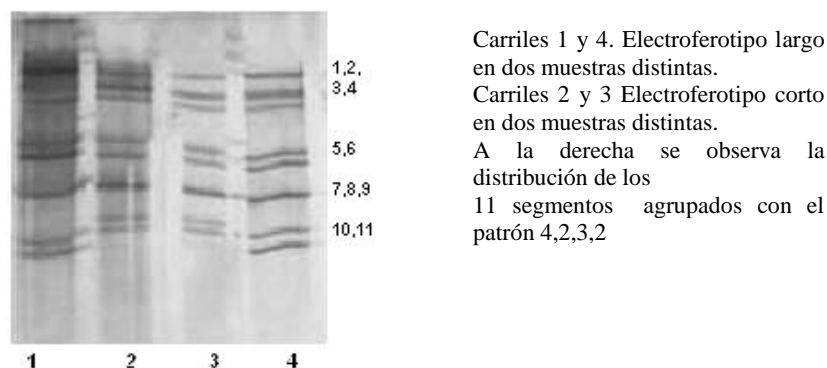 1,2,
3,4
5,6
7,8,9
10,11
1 2 3 4
Carriles 1 y 4. Electroferotipo largo
en dos muestras distintas.
Carriles 2 y 3 Electroferotipo corto
en dos muestras distintas.
A la derecha se observa la
distribución de los
11 segmentos agrupados con el
patrón 4,2,3,2